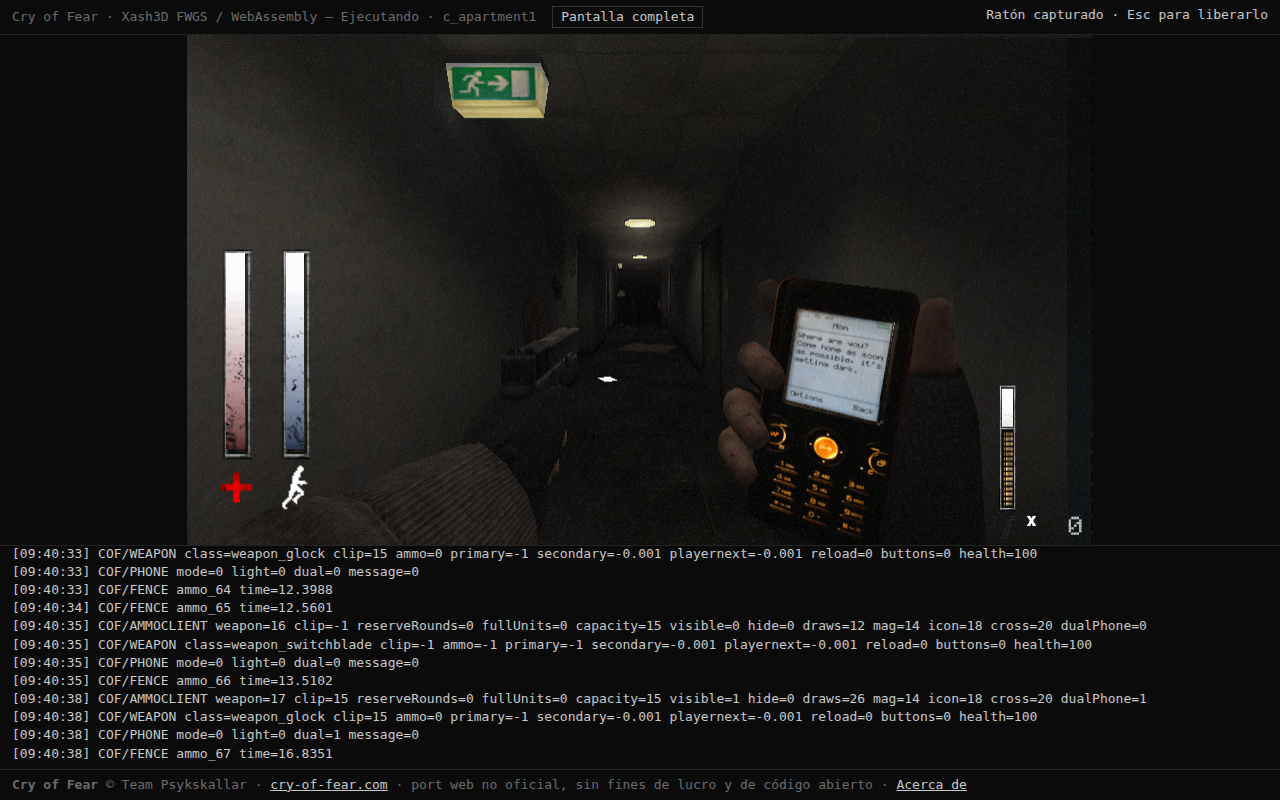 Cry of Fear · Xash3D FWGS / WebAssembly — Ejecutando · c_apartment1 Pantalla completa Ratón capturado · Esc para liberarlo
Mom
Where are you?
Come home as soon
as possible, it's
getting dark.
Options Back
x 0
[09:40:33] COF/WEAPON class=weapon_glock clip=15 ammo=0 primary=-1 secondary=-0.001 playernext=-0.001 reload=0 buttons=0 health=100
[09:40:33] COF/PHONE mode=0 light=0 dual=0 message=0
[09:40:33] COF/FENCE ammo_64 time=12.3988
[09:40:34] COF/FENCE ammo_65 time=12.5601
[09:40:35] COF/AMMOCLIENT weapon=16 clip=-1 reserveRounds=0 fullUnits=0 capacity=15 visible=0 hide=0 draws=12 mag=14 icon=18 cross=20 dualPhone=0
[09:40:35] COF/WEAPON class=weapon_switchblade clip=-1 ammo=-1 primary=-1 secondary=-0.001 playernext=-0.001 reload=0 buttons=0 health=100
[09:40:35] COF/PHONE mode=0 light=0 dual=0 message=0
[09:40:35] COF/FENCE ammo_66 time=13.5102
[09:40:38] COF/AMMOCLIENT weapon=17 clip=15 reserveRounds=0 fullUnits=0 capacity=15 visible=1 hide=0 draws=26 mag=14 icon=18 cross=20 dualPhone=1
[09:40:38] COF/WEAPON class=weapon_glock clip=15 ammo=0 primary=-1 secondary=-0.001 playernext=-0.001 reload=0 buttons=0 health=100
[09:40:38] COF/PHONE mode=0 light=0 dual=1 message=0
[09:40:38] COF/FENCE ammo_67 time=16.8351
Cry of Fear © Team Psykskallar · cry-of-fear.com · port web no oficial, sin fines de lucro y de código abierto · Acerca de